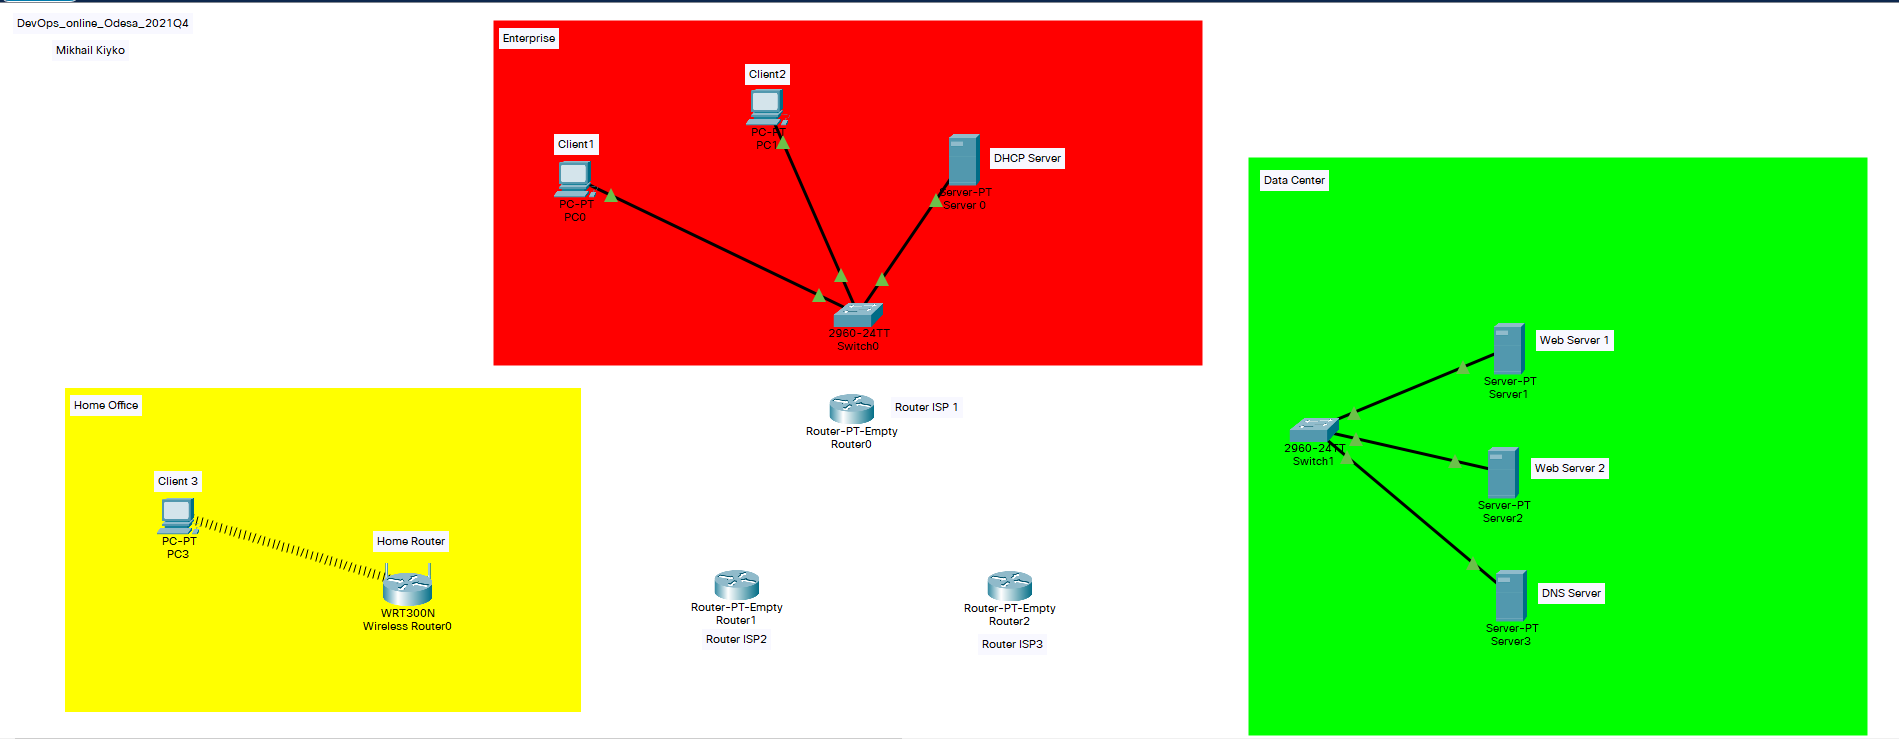 DevOps_online_Odesa_2021Q4
Mikhail Kiyko
Enterprise
Client2
PC-PT
PC1
Client1
PC-PT
PC0
DHCP Server
Server-PT
Server 0
2960-24TT
Switch0
Data Center
Web Server 1
Server-PT
Server1
2960-24TT
Switch1
Web Server 2
Server-PT
Server2
DNS Server
Server-PT
Server3
Home Office
Client 3
PC-PT
PC3
Home Router
WRT300N
Wireless Router0
Router ISP 1
Router-PT-Empty
Router0
Router-PT-Empty
Router1
Router ISP2
Router-PT-Empty
Router2
Router ISP3